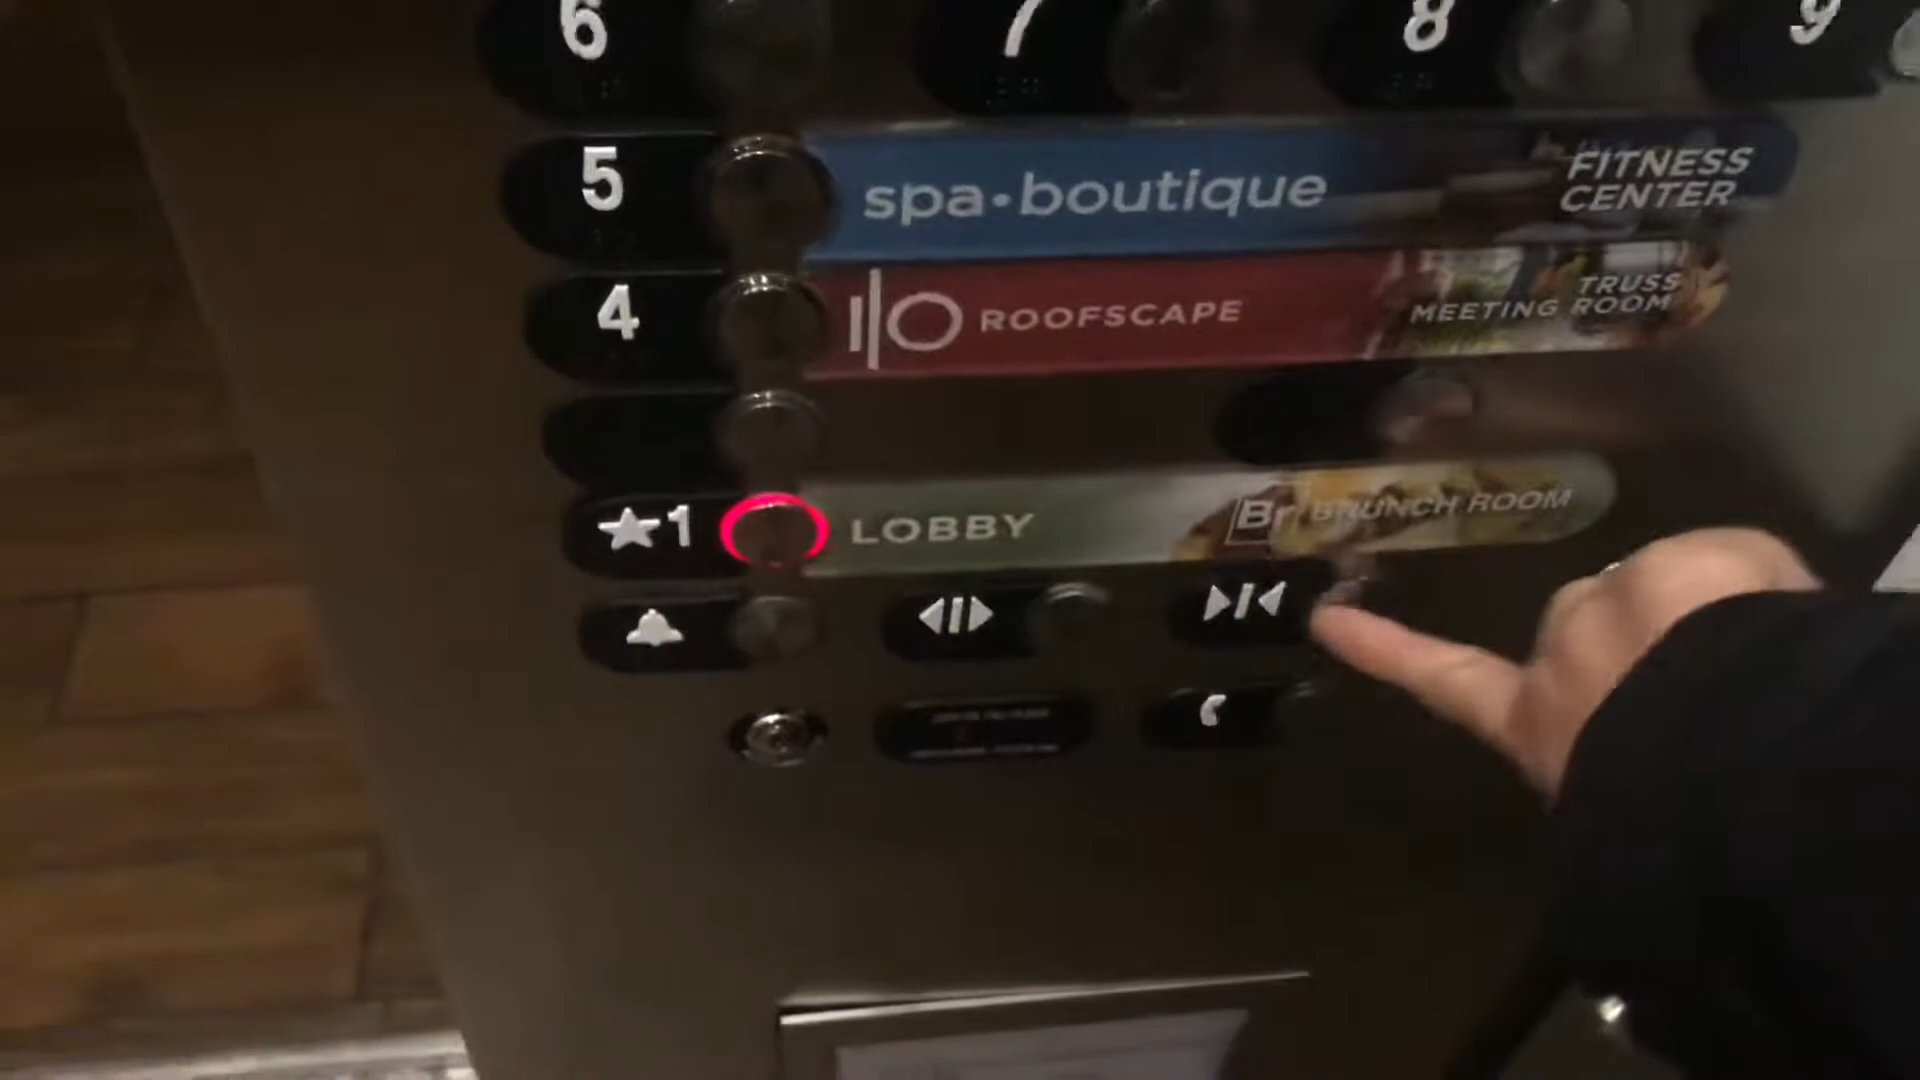 6 7 8 9
5 spa•boutique FITNESS CENTER
4 I|O ROOFSCAPE TRUSS MEETING ROOM
★1 LOBBY Br BRUNCH ROOM